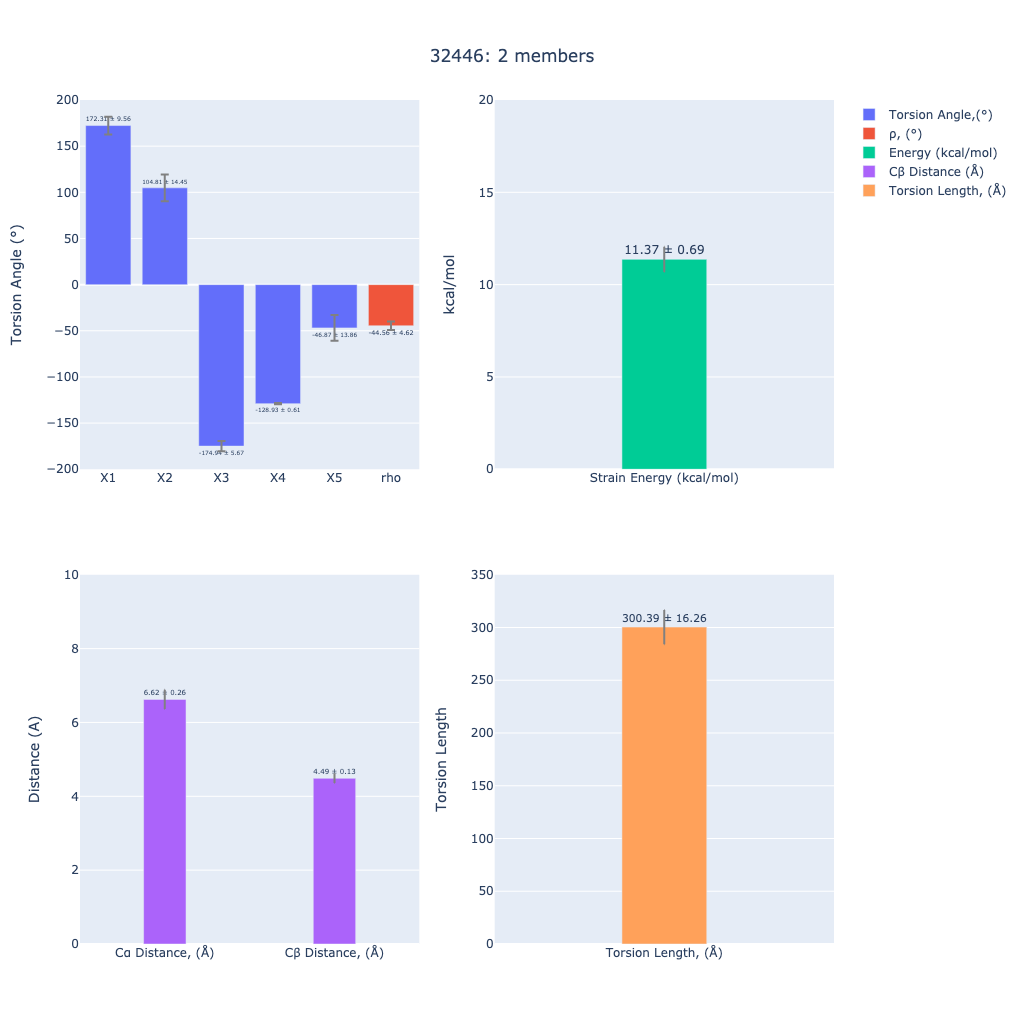 32446: 2 members
Torsion Angle (°)
200
150
100
50
0
−50
−100
−150
−200
172.31 ± 9.56
104.81 ± 14.45
-174.94 ± 5.67
-128.93 ± 0.61
-46.87 ± 13.86
-44.56 ± 4.62
X1 X2 X3 X4 X5 rho
kcal/mol
20
15
10
5
0
11.37 ± 0.69
Strain Energy (kcal/mol)
Torsion Angle,(°)
ρ, (°)
Energy (kcal/mol)
Cβ Distance (Å)
Torsion Length, (Å)
Distance (A)
10
8
6
4
2
0
6.62 ± 0.26
4.49 ± 0.13
Cα Distance, (Å) Cβ Distance, (Å)
Torsion Length
350
300
250
200
150
100
50
0
300.39 ± 16.26
Torsion Length, (Å)